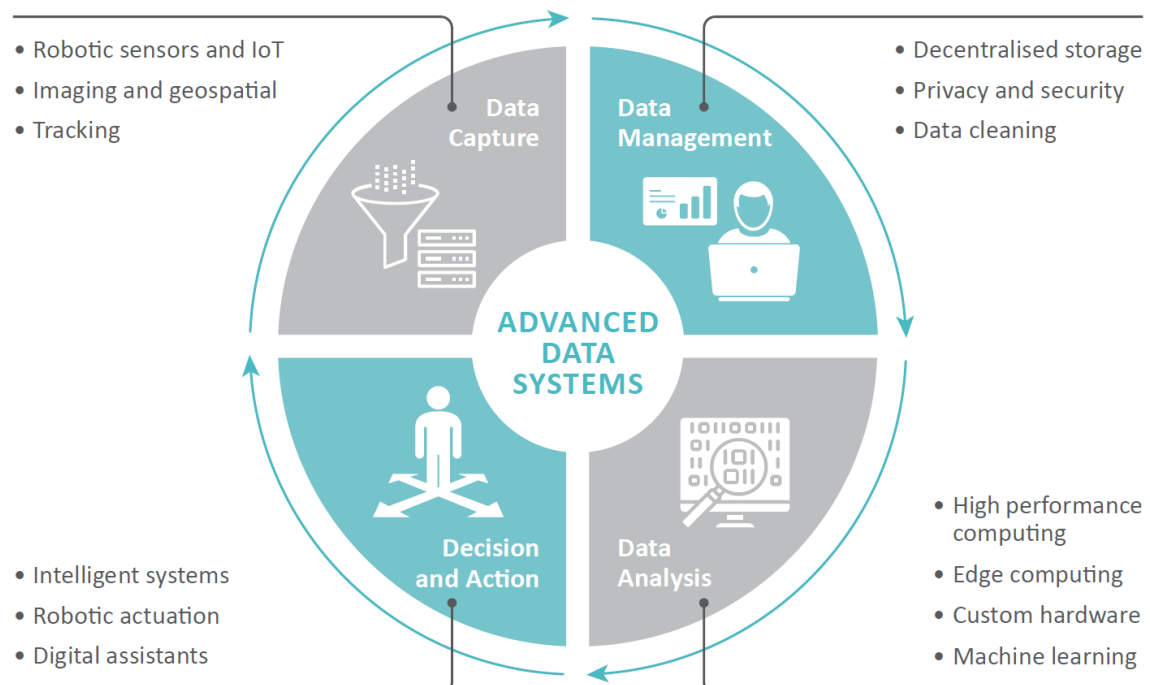 • Robotic sensors and IoT
• Imaging and geospatial
• Tracking
Data
Capture
Data
Management
• Decentralised storage
• Privacy and security
• Data cleaning
ADVANCED
DATA
SYSTEMS
Decision
and Action
• Intelligent systems
• Robotic actuation
• Digital assistants
Data
Analysis
• High performance
computing
• Edge computing
• Custom hardware
• Machine learning